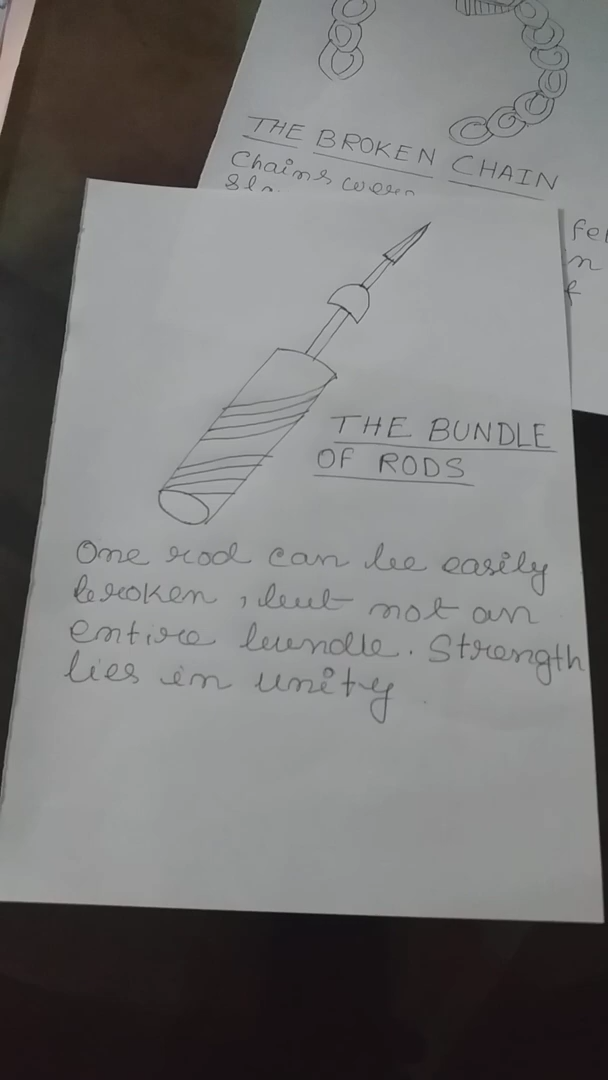 THE BROKEN CHAIN
Chains were
fe
n
f
THE BUNDLE
OF RODS
One rod can be easily
broken, but not an
entire bundle. Strength
lies in unity.